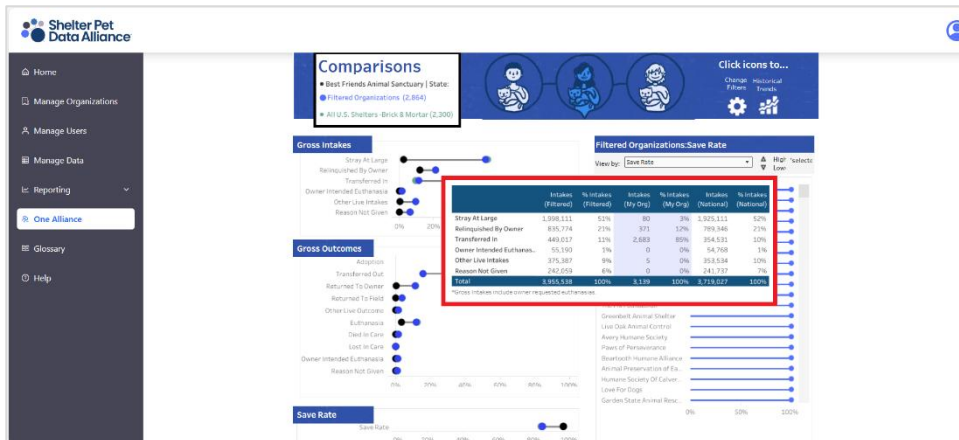 Shelter Pet
Data Alliance
Home
Manage Organizations
Manage Users
Manage Data
Reporting
One Alliance
Glossary
Help
Comparisons
• Best Friends Animal Sanctuary | State:
Filtered Organizations (2,864)
• All U.S. Shelters - Brick & Mortar (2,300)
Click icons to...
Change Filters
Historical Trends
Gross Intakes
Stray At Large
Relinquished By Owner
Transferred In
Owner Intended Euthanasia
Other Live Intakes
Reason Not Given
0% 20%
Gross Outcomes
Adoption
Transferred Out
Returned To Owner
Returned To Field
Other Live Outcome
Euthanasia
Died In Care
Lost In Care
Owner Intended Euthanasia
Reason Not Given
0% 20% 40% 60% 80% 100%
Save Rate
Save Rate
0% 20% 40% 60% 80% 100%
Filtered Organizations: Save Rate
View by: Save Rate
Intakes (Filtered) % Intakes (Filtered) Intakes (My Org) % Intakes (My Org) Intakes (National) % Intakes (National)
Stray At Large 1,998,111 51% 80 3% 1,925,111 52%
Relinquished By Owner 835,774 21% 371 12% 789,346 21%
Transferred In 449,017 11% 2,683 85% 354,531 10%
Owner Intended Euthanas.. 55,190 1% 0 0% 54,768 1%
Other Live Intakes 375,387 9% 5 0% 353,534 10%
Reason Not Given 242,059 6% 0 0% 241,737 7%
Total 3,955,538 100% 3,139 100% 3,719,027 100%
*Gross Intakes include owner requested euthanasias
Greenbelt Animal Shelter
Live Oak Animal Control
Avery Humane Society
Paws of Perseverance
Beartooth Humane Alliance
Animal Preservation of Ea..
Humane Society Of Calver..
Love For Dogs
Garden State Animal Resc..
0% 50% 100%